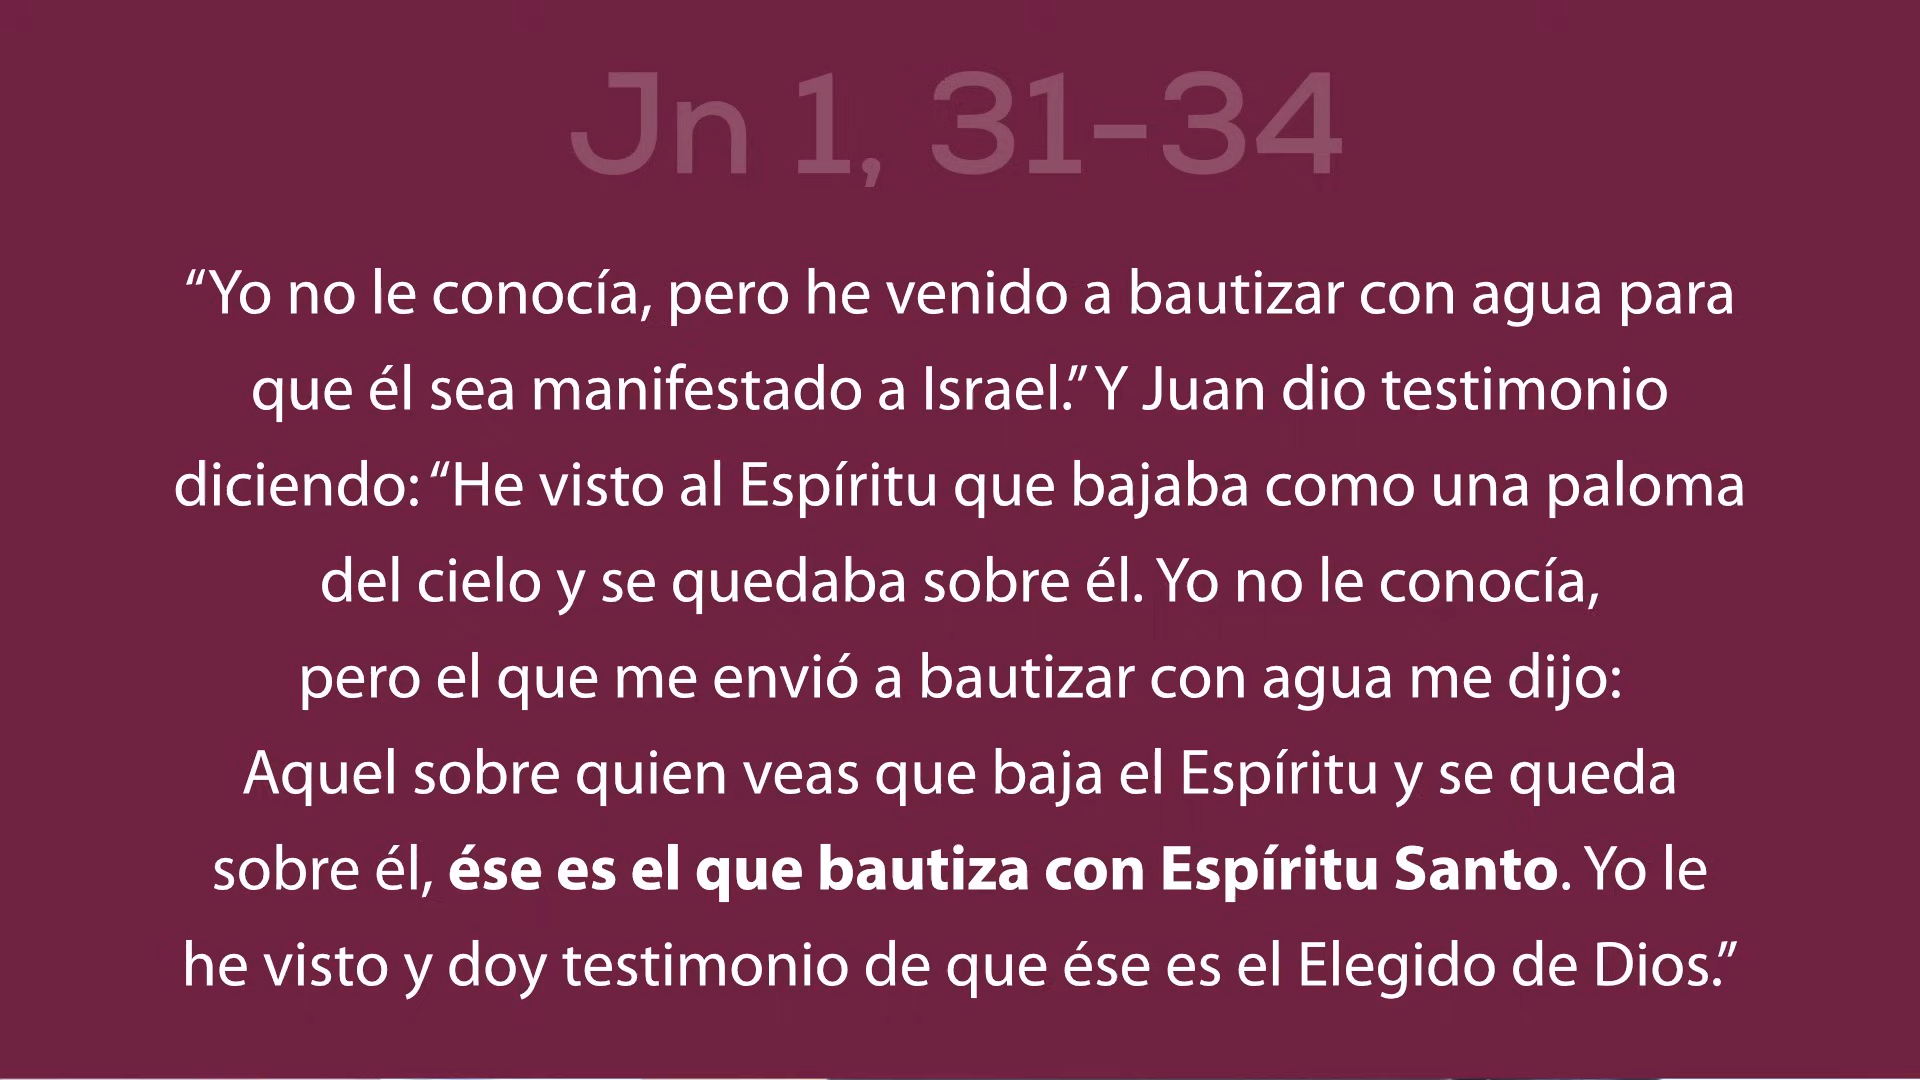 Jn 1, 31-34
“Yo no le conocía, pero he venido a bautizar con agua para
que él sea manifestado a Israel.” Y Juan dio testimonio
diciendo: “He visto al Espíritu que bajaba como una paloma
del cielo y se quedaba sobre él. Yo no le conocía,
pero el que me envió a bautizar con agua me dijo:
Aquel sobre quien veas que baja el Espíritu y se queda
sobre él, ése es el que bautiza con Espíritu Santo. Yo le
he visto y doy testimonio de que ése es el Elegido de Dios.”